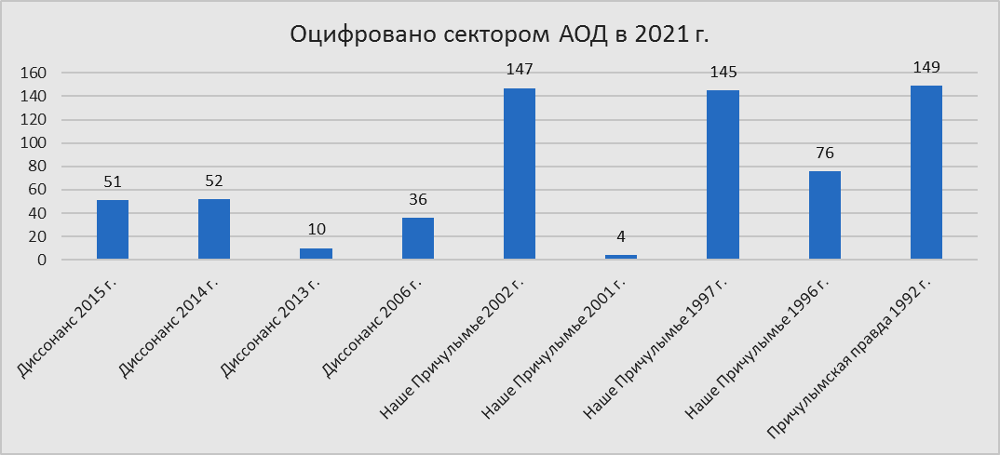 Оцифровано сектором АОД в 2021 г.
160
140
120
100
80
60
40
20
0
51
52
10
36
147
4
145
76
149
Диссонанс 2015 г.
Диссонанс 2014 г.
Диссонанс 2013 г.
Диссонанс 2006 г.
Наше Причулымье 2002 г.
Наше Причулымье 2001 г.
Наше Причулымье 1997 г.
Наше Причулымье 1996 г.
Причулымская правда 1992 г.